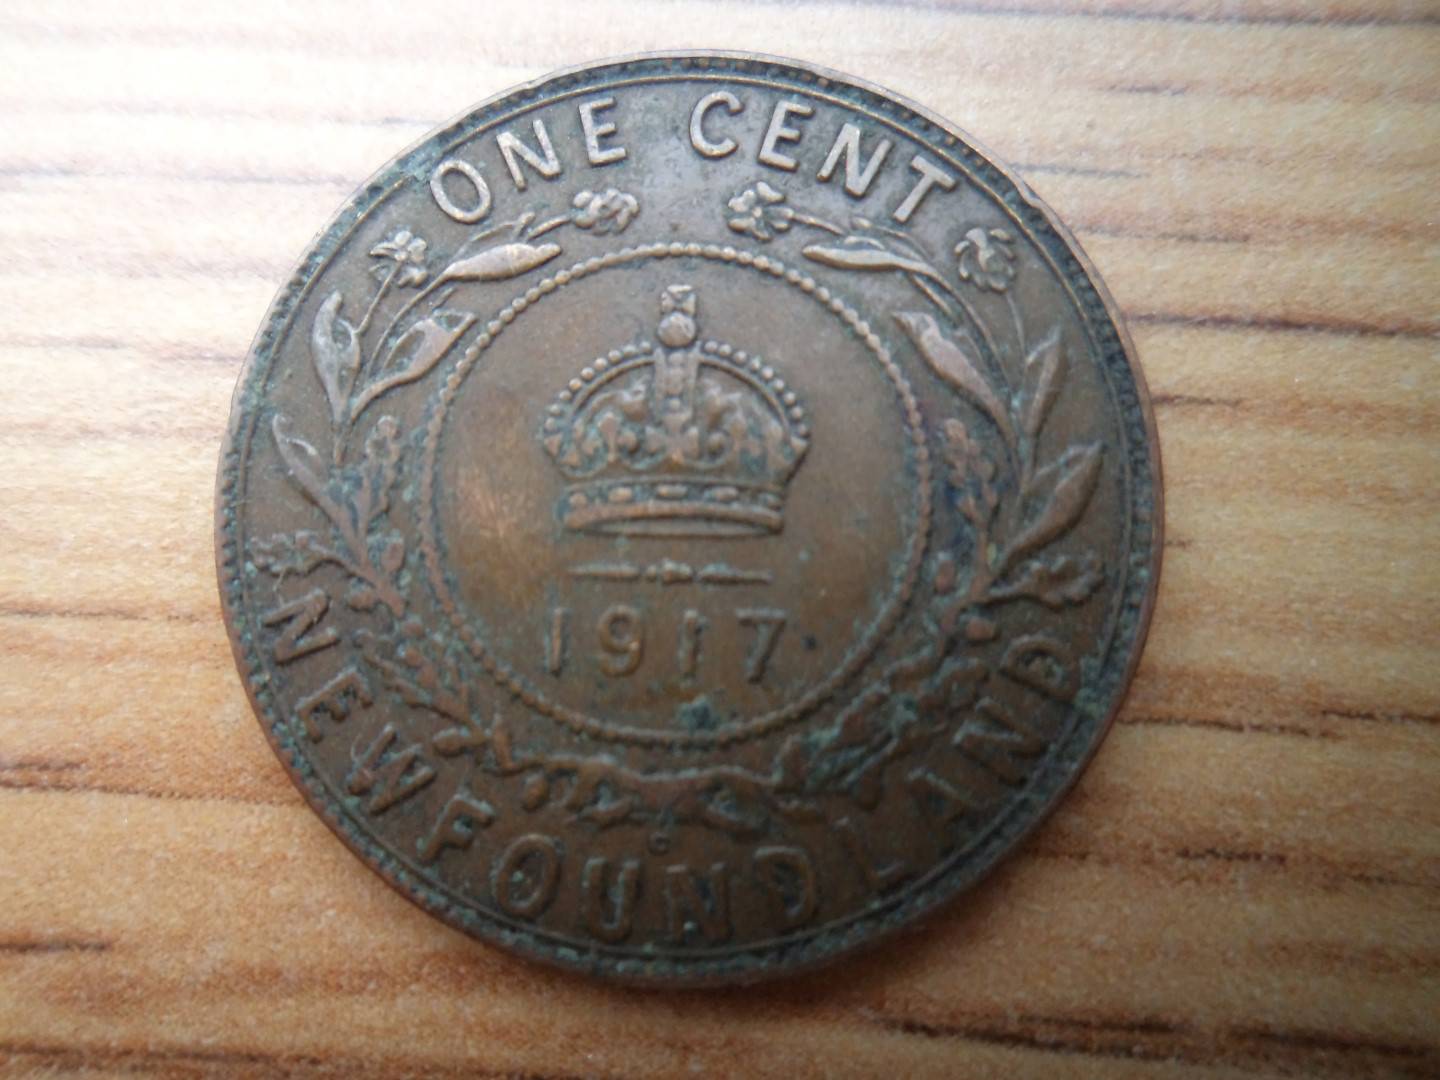 ONE CENT
1917
C
NEWFOUNDLAND